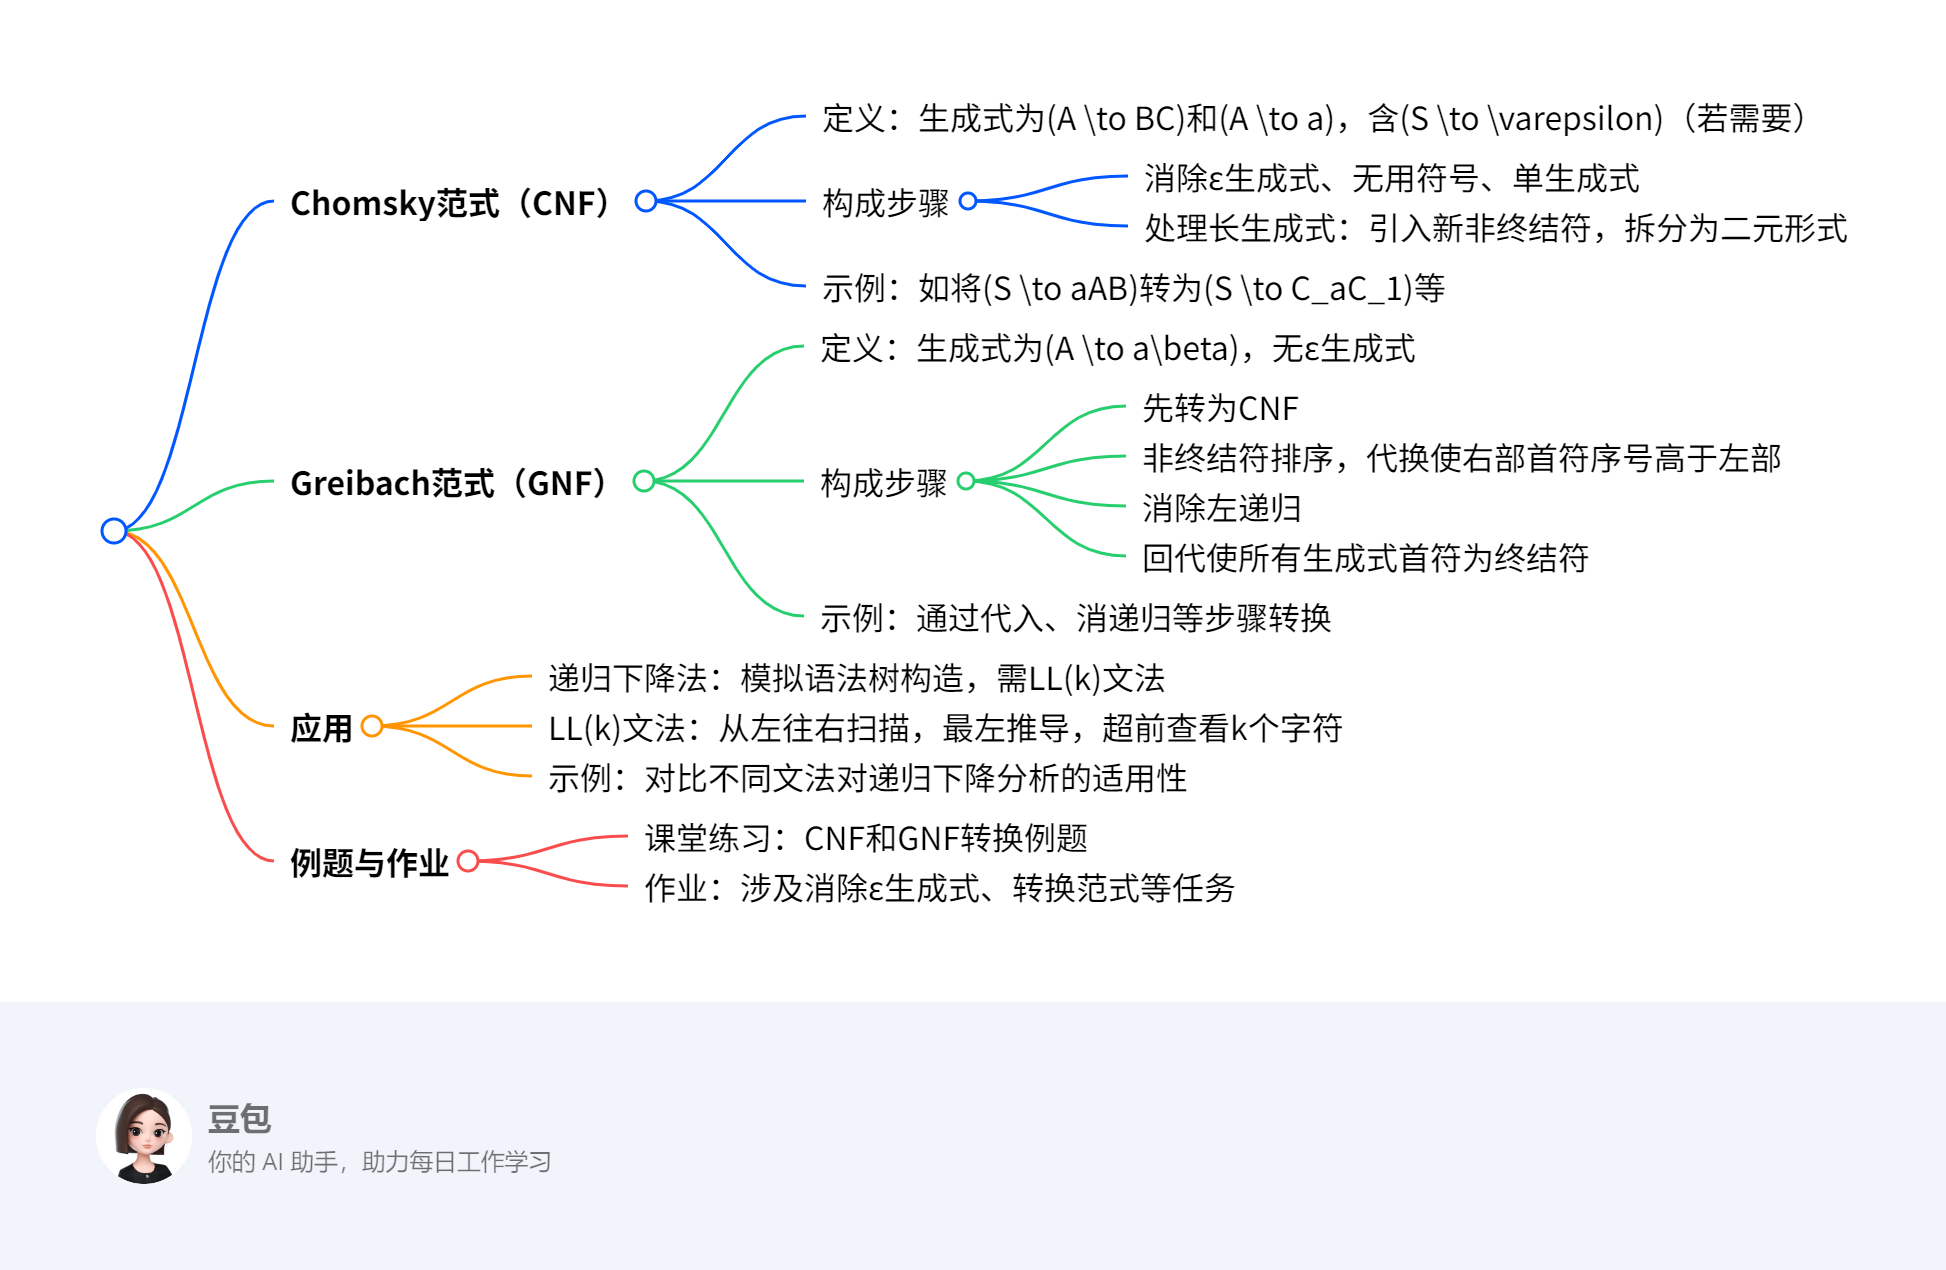 Chomsky范式（CNF）
定义：生成式为(A \to BC)和(A \to a)，含(S \to \varepsilon)（若需要）
构成步骤
消除ε生成式、无用符号、单生成式
处理长生成式：引入新非终结符，拆分为二元形式
示例：如将(S \to aAB)转为(S \to C_aC_1)等
Greibach范式（GNF）
定义：生成式为(A \to a\beta)，无ε生成式
构成步骤
先转为CNF
非终结符排序，代换使右部首符序号高于左部
消除左递归
回代使所有生成式首符为终结符
示例：通过代入、消递归等步骤转换
应用
递归下降法：模拟语法树构造，需LL(k)文法
LL(k)文法：从左往右扫描，最左推导，超前查看k个字符
示例：对比不同文法对递归下降分析的适用性
例题与作业
课堂练习：CNF和GNF转换例题
作业：涉及消除ε生成式、转换范式等任务
豆包
你的 AI 助手，助力每日工作学习